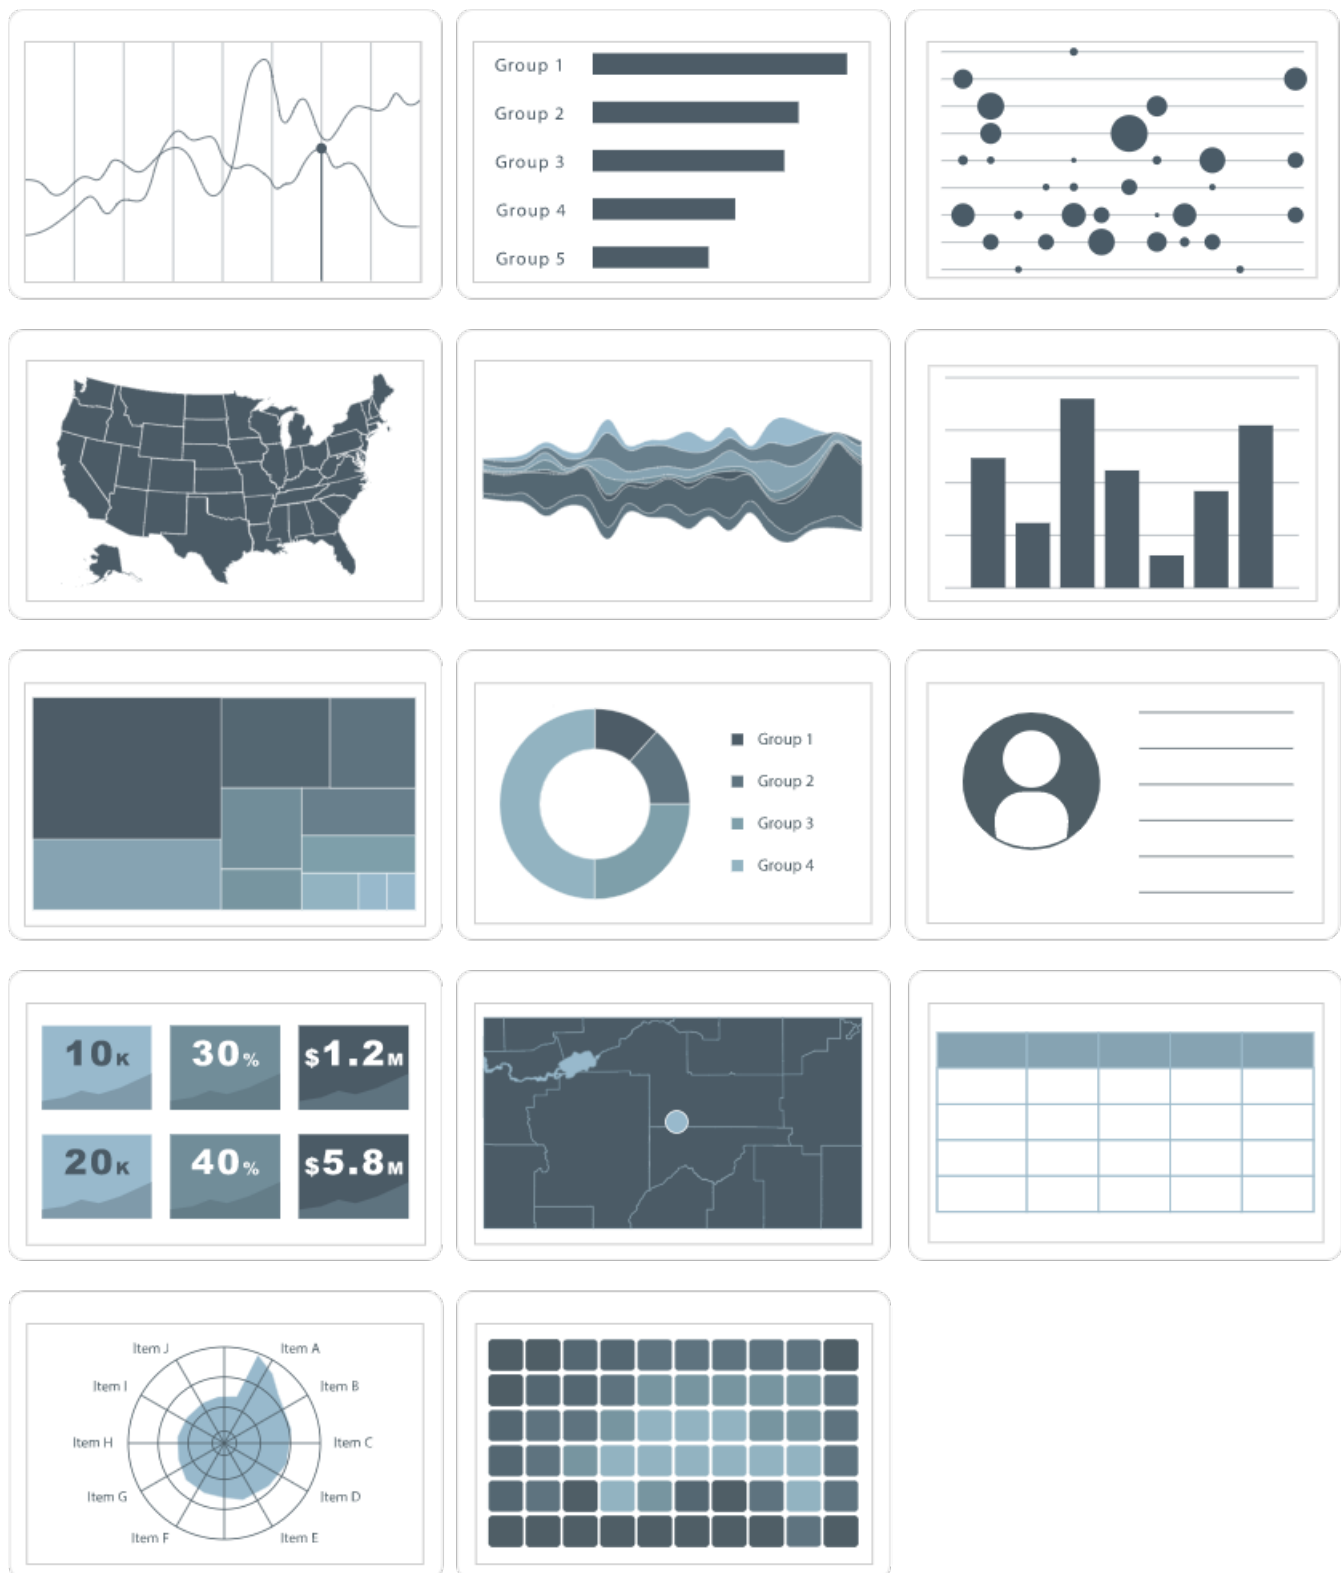 Group 1
Group 2
Group 3
Group 4
Group 5
Group 1
Group 2
Group 3
Group 4
10K
30%
$1.2M
20K
40%
$5.8M
Item J
Item A
Item I
Item B
Item H
Item C
Item G
Item D
Item F
Item E